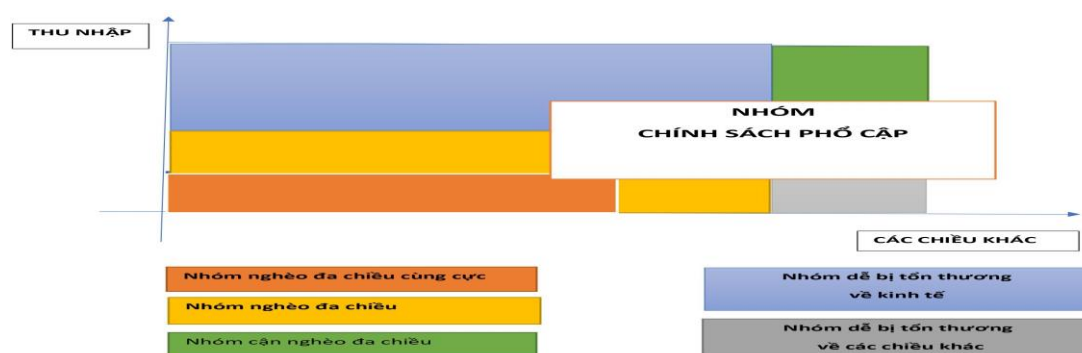 THU NHẬP
NHÓM
CHÍNH SÁCH PHỔ CẬP
CÁC CHIỀU KHÁC
Nhóm nghèo đa chiều cùng cực
Nhóm nghèo đa chiều
Nhóm cận nghèo đa chiều
Nhóm dễ bị tổn thương
về kinh tế
Nhóm dễ bị tổn thương
về các chiều khác